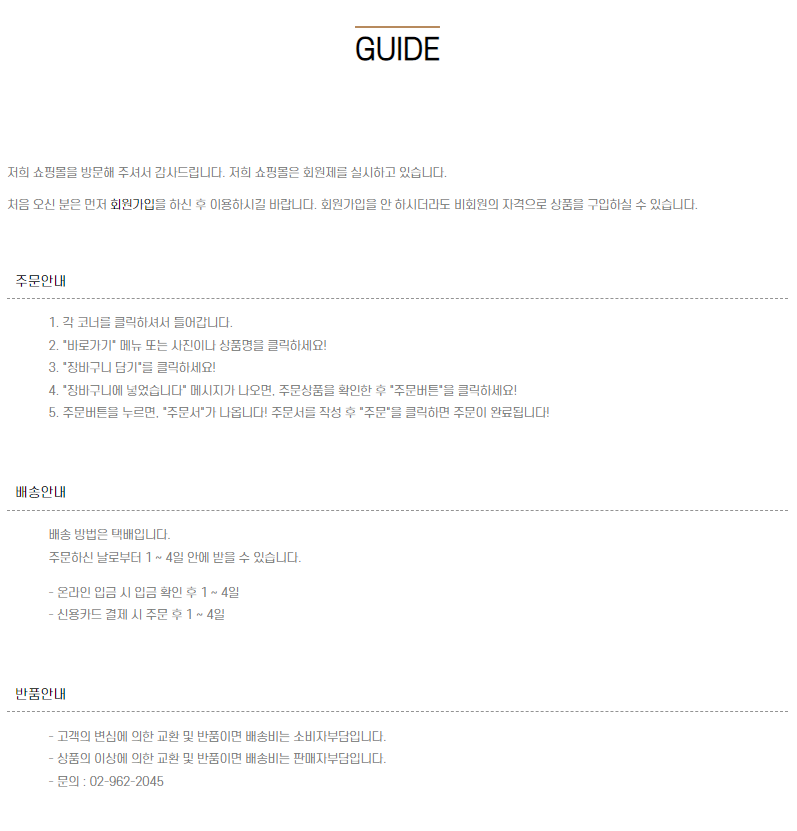 GUIDE
저희 쇼핑몰을 방문해 주셔서 감사드립니다. 저희 쇼핑몰은 회원제를 실시하고 있습니다.
처음 오신 분은 먼저 회원가입을 하신 후 이용하시길 바랍니다. 회원가입을 안 하시더라도 비회원의 자격으로 상품을 구입하실 수 있습니다.
주문안내
1. 각 코너를 클릭하셔서 들어갑니다.
2. "바로가기" 메뉴 또는 사진이나 상품명을 클릭하세요!
3. "장바구니 담기"를 클릭하세요!
4. "장바구니에 넣었습니다" 메시지가 나오면, 주문상품을 확인한 후 "주문버튼"을 클릭하세요!
5. 주문버튼을 누르면, "주문서"가 나옵니다! 주문서를 작성 후 "주문"을 클릭하면 주문이 완료됩니다!
배송안내
배송 방법은 택배입니다.
주문하신 날로부터 1 ~ 4일 안에 받을 수 있습니다.
- 온라인 입금 시 입금 확인 후 1 ~ 4일
- 신용카드 결제 시 주문 후 1 ~ 4일
반품안내
- 고객의 변심에 의한 교환 및 반품이면 배송비는 소비자부담입니다.
- 상품의 이상에 의한 교환 및 반품이면 배송비는 판매자부담입니다.
- 문의 : 02-962-2045